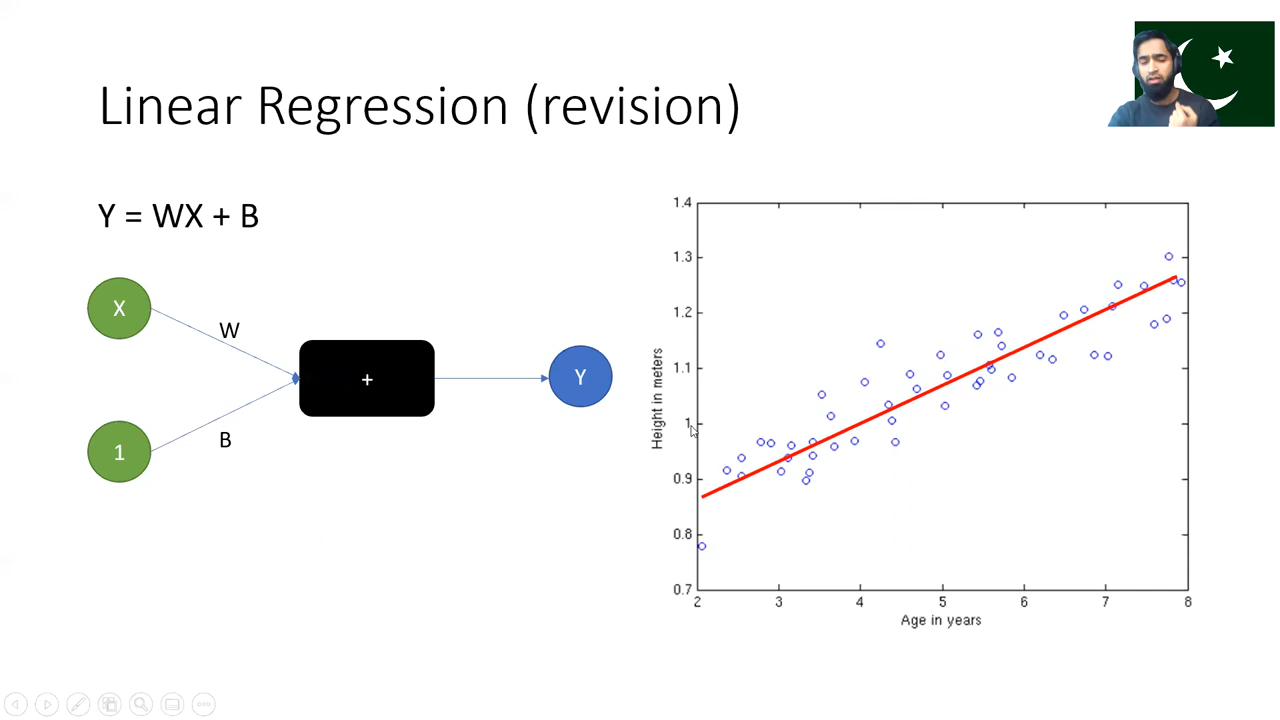 Linear Regression (revision)
Y = WX + B
X
W
+
Y
B
1
1.4
1.3
1.2
1.1
1
0.9
0.8
0.7
Height in meters
2 3 4 5 6 7 8
Age in years